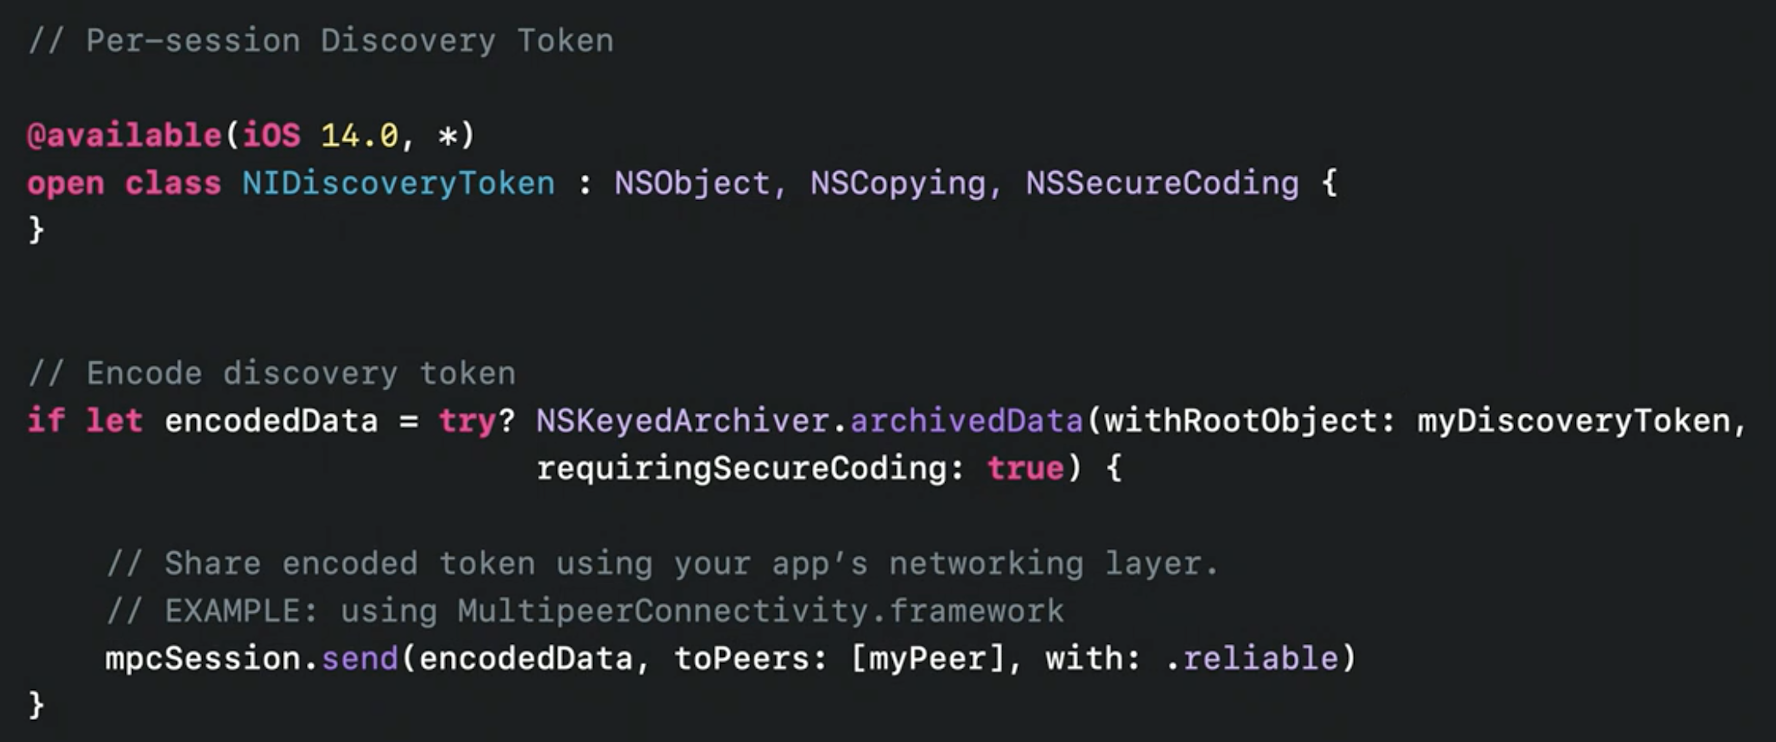 // Per-session Discovery Token
@available(iOS 14.0, *)
open class NIDiscoveryToken : NSObject, NSCopying, NSSecureCoding {
}
// Encode discovery token
if let encodedData = try? NSKeyedArchiver.archivedData(withRootObject: myDiscoveryToken,
requiringSecureCoding: true) {
// Share encoded token using your app’s networking layer.
// EXAMPLE: using MultipeerConnectivity.framework
mpcSession.send(encodedData, toPeers: [myPeer], with: .reliable)
}